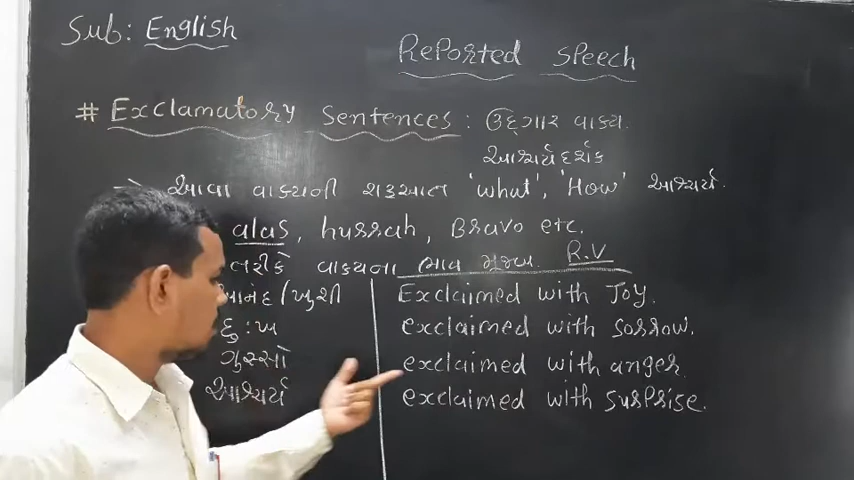 Sub: English
Reported Speech
# Exclamatory Sentences : ઉદ્ગાર વાક્ય.
આશ્ચર્ય દર્શક
→ આવા વાક્યની શરૂઆત 'what', 'How' આશ્ચર્ય.
alas, hurrah, Bravo etc.
તરીકે વાક્યના ભાવ મુજબ R.V
આનંદ/ખુશી Exclaimed with Joy.
દુ:ખ exclaimed with sorrow.
ગુસ્સો exclaimed with anger.
આશ્ચર્ય exclaimed with surprise.